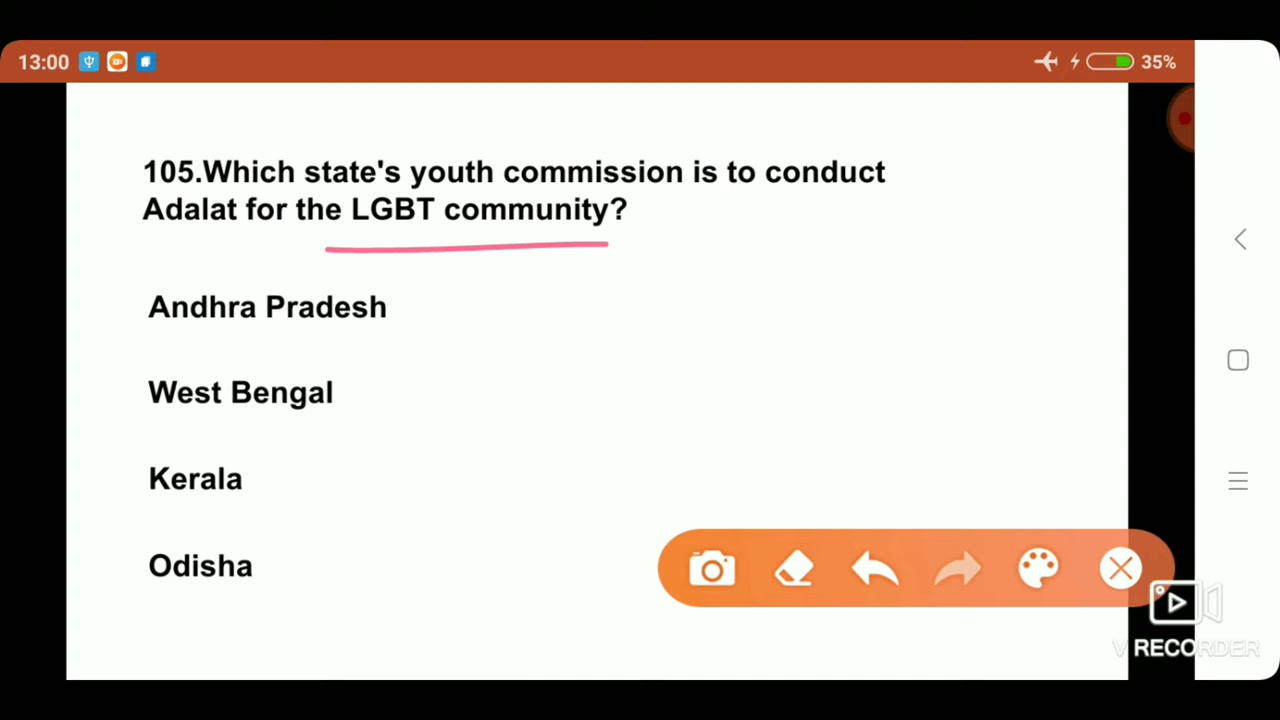 13:00
35%
105.Which state's youth commission is to conduct
Adalat for the LGBT community?
Andhra Pradesh
West Bengal
Kerala
Odisha
V RECORDER